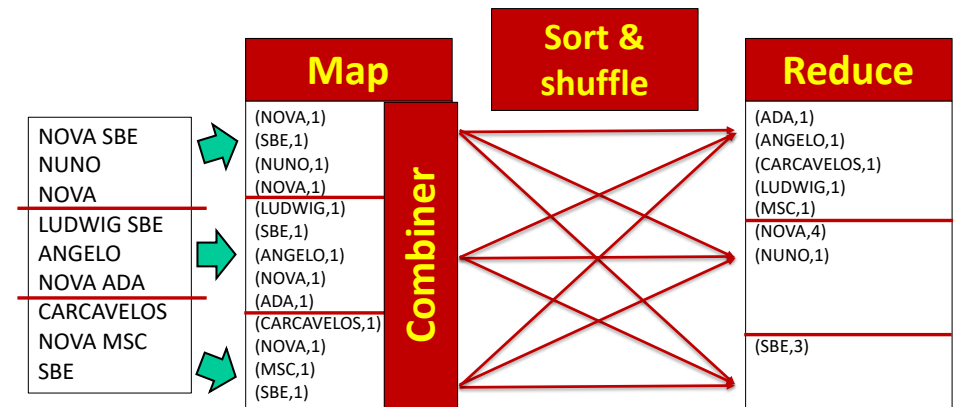 NOVA SBE
NUNO
NOVA
LUDWIG SBE
ANGELO
NOVA ADA
CARCAVELOS
NOVA MSC
SBE
Map
(NOVA,1)
(SBE,1)
(NUNO,1)
(NOVA,1)
(LUDWIG,1)
(SBE,1)
(ANGELO,1)
(NOVA,1)
(ADA,1)
(CARCAVELOS,1)
(NOVA,1)
(MSC,1)
(SBE,1)
Combiner
Sort &
shuffle
Reduce
(ADA,1)
(ANGELO,1)
(CARCAVELOS,1)
(LUDWIG,1)
(MSC,1)
(NOVA,4)
(NUNO,1)
(SBE,3)